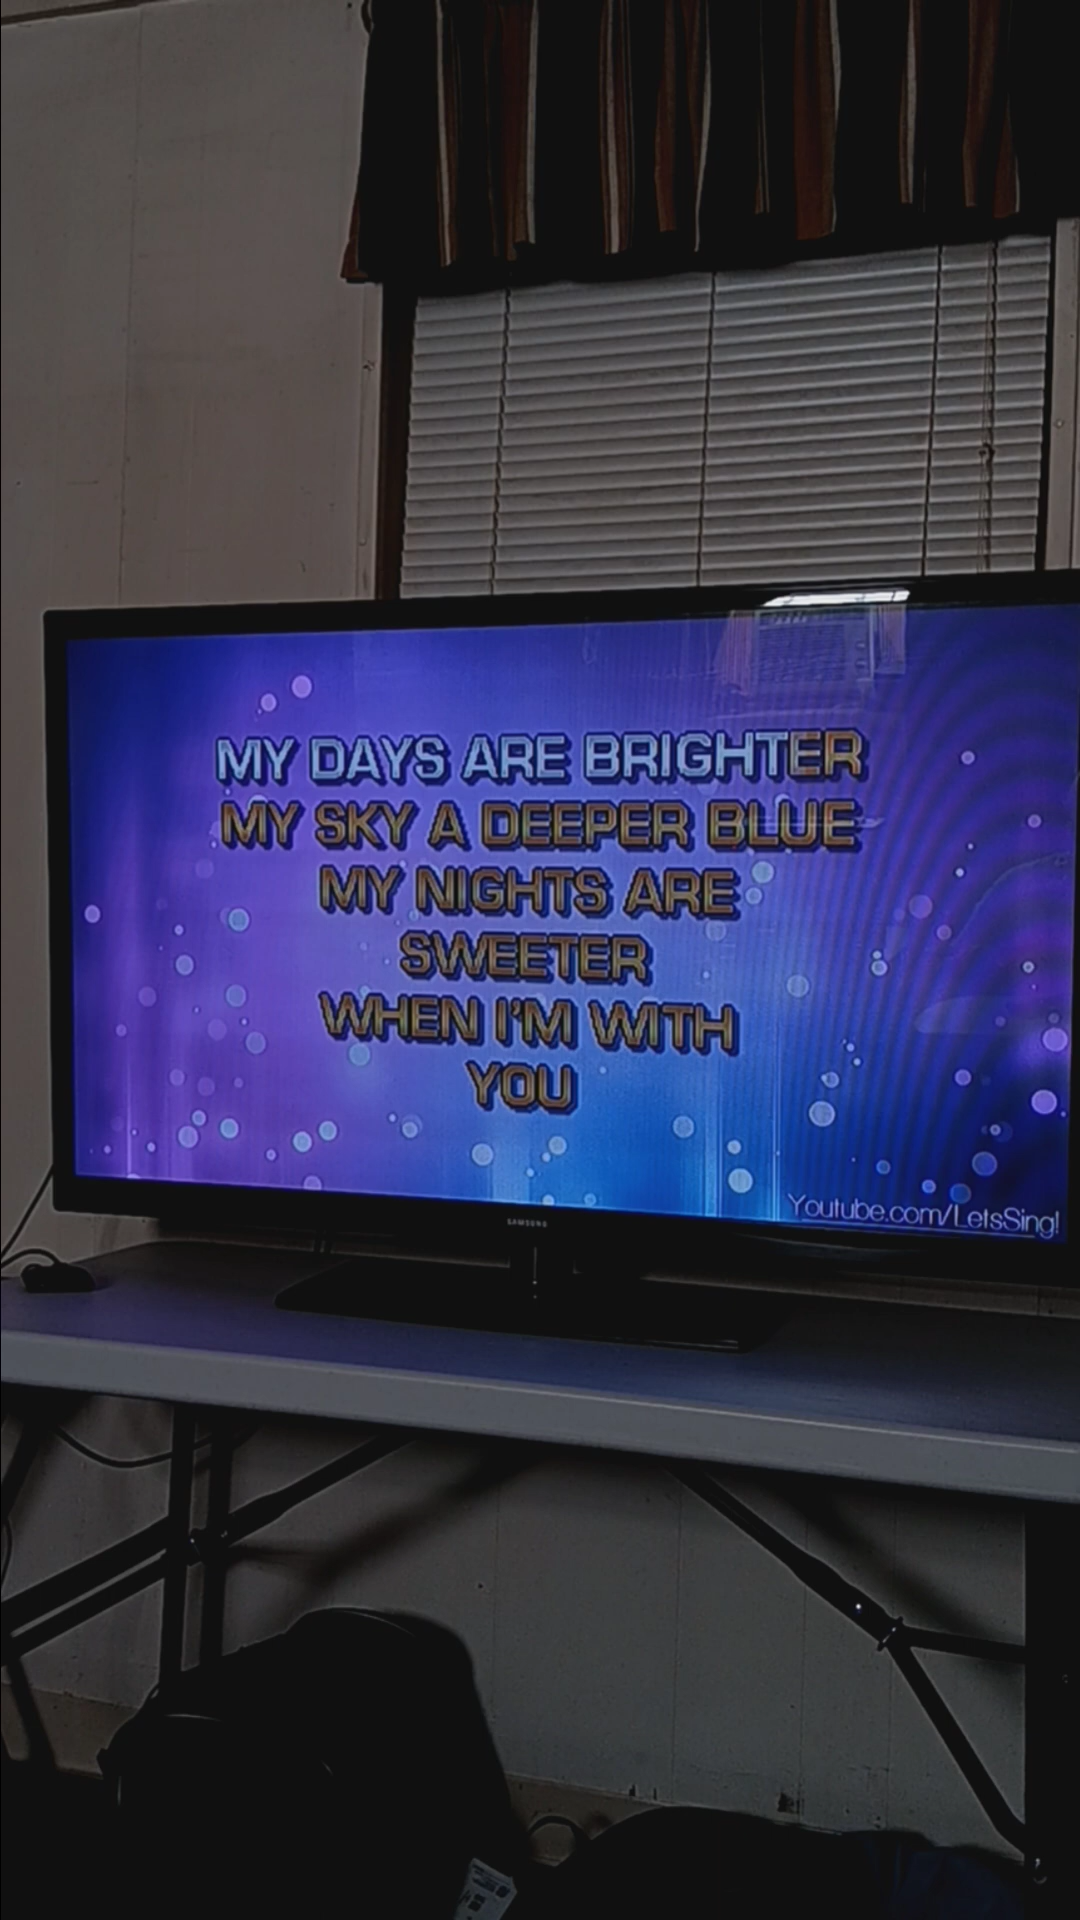 MY DAYS ARE BRIGHTER
MY SKY A DEEPER BLUE
MY NIGHTS ARE
SWEETER
WHEN I'M WITH
YOU
Youtube.com/LetsSing!
SAMSUNG